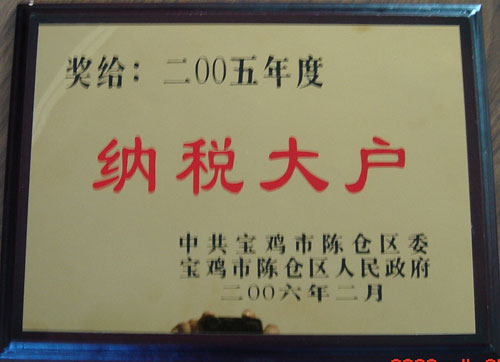 奖给：二00五年度
纳税大户
中共宝鸡市陈仓区委
宝鸡市陈仓区人民政府
二00六年二月